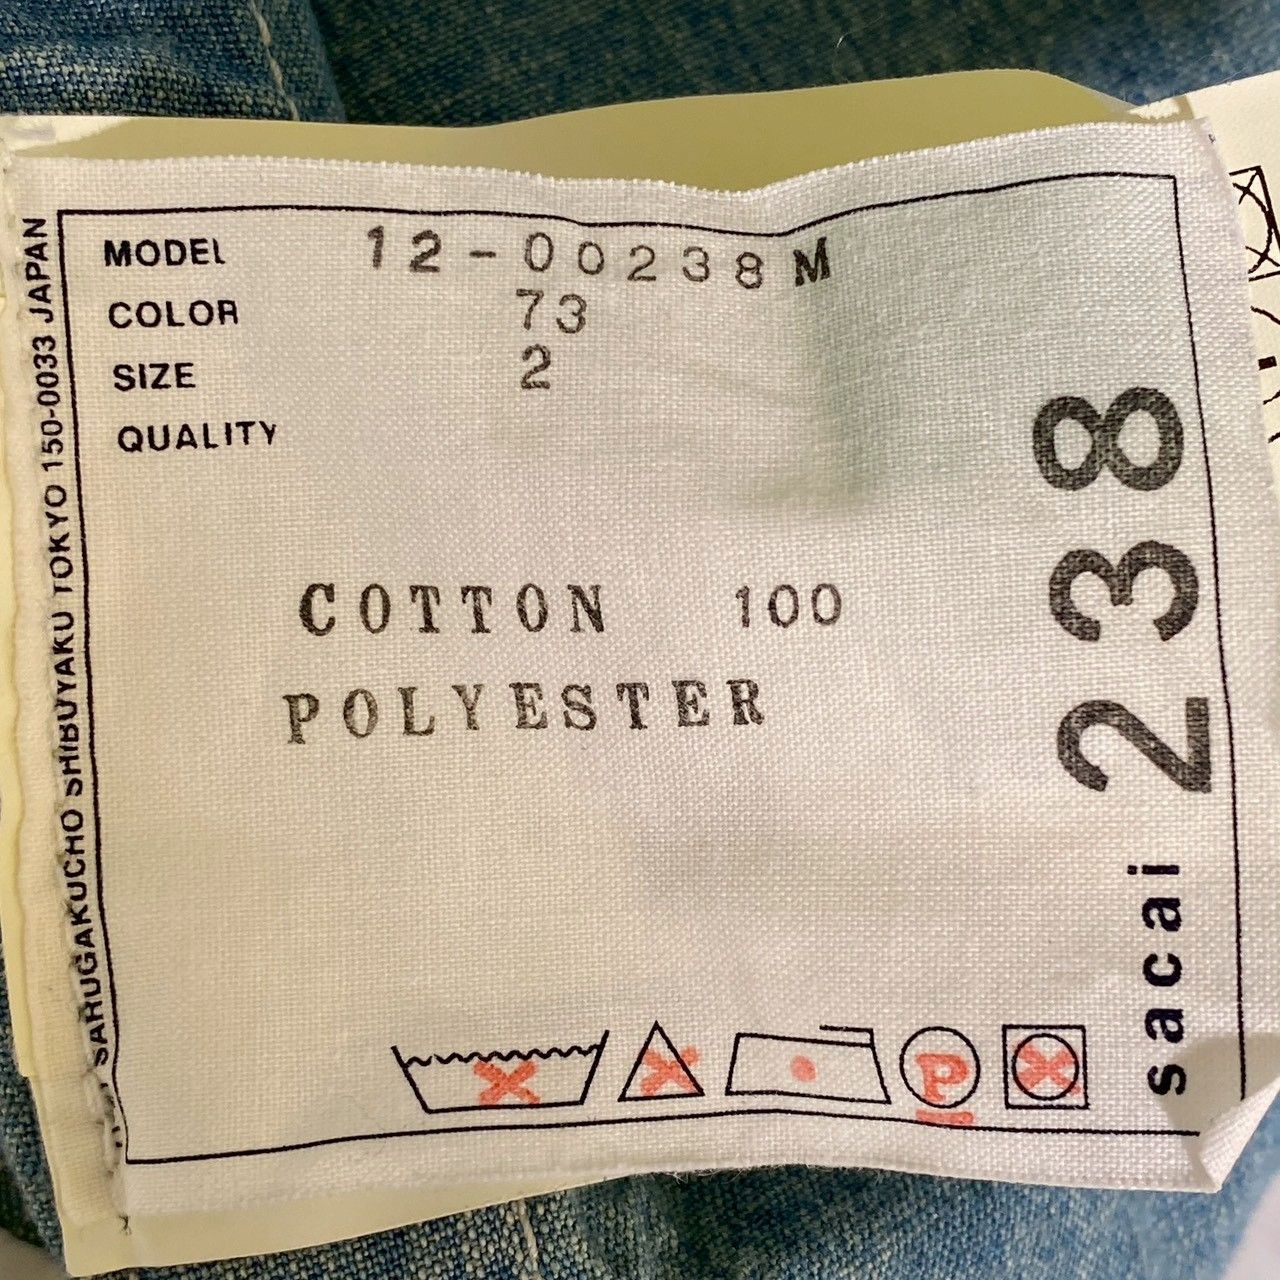 MODEL 12-00238M
COLOR 73
SIZE 2
QUALITY
COTTON 100
POLYESTER
P
sacai 238
SARUGAKUCHO SHIBUYAKU TOKYO 150-0033 JAPAN